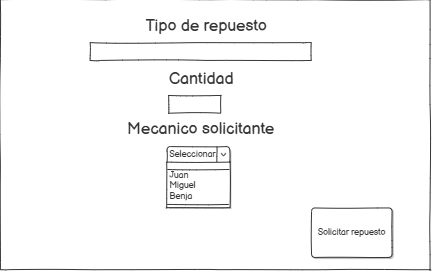 Tipo de repuesto
Cantidad
Mecanico solicitante
Seleccionar
Juan
Miguel
Benja
Solicitar repuesto